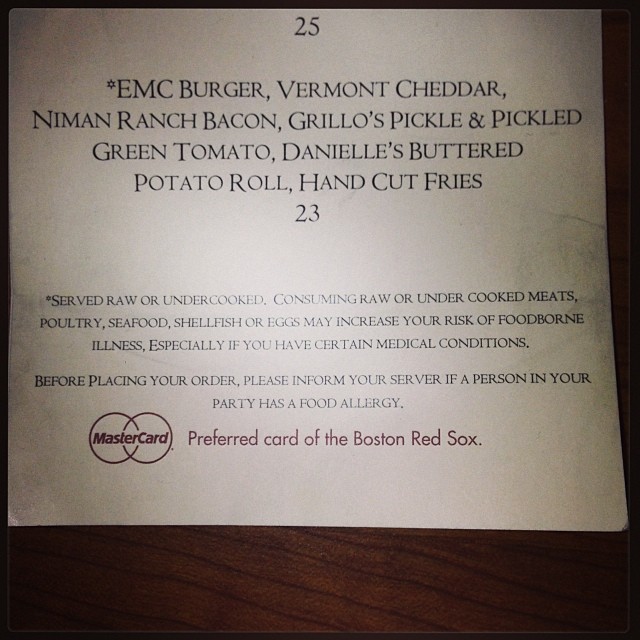 25
*EMC BURGER, VERMONT CHEDDAR,
NIMAN RANCH BACON, GRILLO'S PICKLE & PICKLED
GREEN TOMATO, DANIELLE'S BUTTERED
POTATO ROLL, HAND CUT FRIES
23
*SERVED RAW OR UNDERCOOKED. CONSUMING RAW OR UNDER COOKED MEATS,
POULTRY, SEAFOOD, SHELLFISH OR EGGS MAY INCREASE YOUR RISK OF FOODBORNE
ILLNESS, ESPECIALLY IF YOU HAVE CERTAIN MEDICAL CONDITIONS.
BEFORE PLACING YOUR ORDER, PLEASE INFORM YOUR SERVER IF A PERSON IN YOUR
PARTY HAS A FOOD ALLERGY.
MasterCard. Preferred card of the Boston Red Sox.